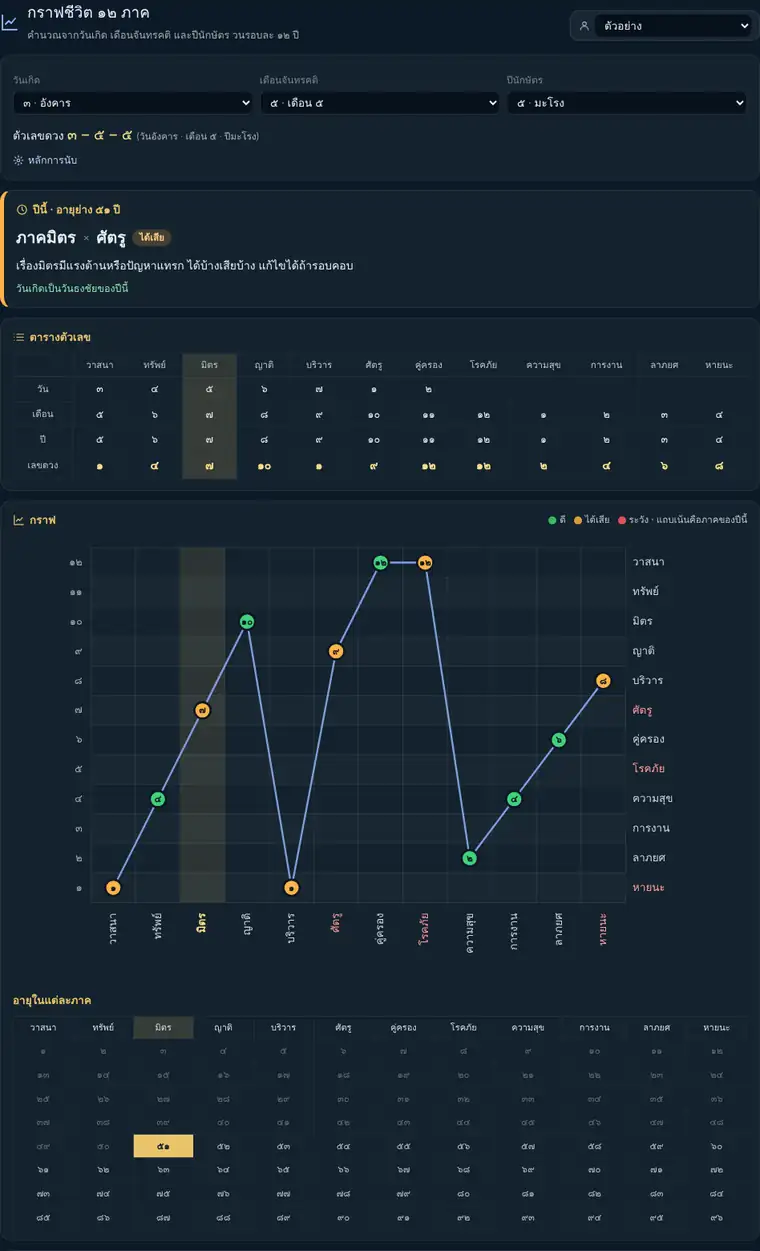 กราฟชีวิต ๑๒ ภาค
คำนวณจากวันเกิด เดือนจันทรคติ และปีนักษัตร วนรอบละ ๑๒ ปี
ตัวอย่าง
วันเกิด เดือนจันทรคติ ปีนักษัตร
๓ · อังคาร ๕ · เดือน ๕ ๕ · มะโรง
ตัวเลขดวง ๓ – ๕ – ๕ (วันอังคาร · เดือน ๕ · ปีมะโรง)
หลักการนับ
ปีนี้ · อายุย่าง ๕๑ ปี
ภาคมิตร × ศัตรู ได้เสีย
เรื่องมิตรมีแรงต้านหรือปัญหาแทรก ได้บ้างเสียบ้าง แก้ไขได้ถ้ารอบคอบ
วันเกิดเป็นวันธงชัยของปีนี้
ตารางตัวเลข
วาสนา ทรัพย์ มิตร ญาติ บริวาร ศัตรู คู่ครอง โรคภัย ความสุข การงาน ลาภยศ หายนะ
วัน ๓ ๔ ๕ ๖ ๗ ๑ ๒
เดือน ๕ ๖ ๗ ๘ ๙ ๑๐ ๑๑ ๑๒ ๑ ๒ ๓ ๔
ปี ๕ ๖ ๗ ๘ ๙ ๑๐ ๑๑ ๑๒ ๑ ๒ ๓ ๔
เลขดวง ๑ ๔ ๗ ๑๐ ๑ ๙ ๑๒ ๑๒ ๒ ๔ ๖ ๘
กราฟ
ดี ได้เสีย ระวัง · แถบเน้นคือภาคของปีนี้
๑๒ ๑๒ ๑๒ วาสนา
๑๑ ทรัพย์
๑๐ ๑๐ มิตร
๙ ๙ ญาติ
๘ ๘ บริวาร
๗ ๗ ศัตรู
๖ ๖ คู่ครอง
๕ โรคภัย
๔ ๔ ๔ ความสุข
๓ การงาน
๒ ๒ ลาภยศ
๑ ๑ ๑ หายนะ
วาสนา ทรัพย์ มิตร ญาติ บริวาร ศัตรู คู่ครอง โรคภัย ความสุข การงาน ลาภยศ หายนะ
อายุในแต่ละภาค
วาสนา ทรัพย์ มิตร ญาติ บริวาร ศัตรู คู่ครอง โรคภัย ความสุข การงาน ลาภยศ หายนะ
๑ ๒ ๓ ๔ ๕ ๖ ๗ ๘ ๙ ๑๐ ๑๑ ๑๒
๑๓ ๑๔ ๑๕ ๑๖ ๑๗ ๑๘ ๑๙ ๒๐ ๒๑ ๒๒ ๒๓ ๒๔
๒๕ ๒๖ ๒๗ ๒๘ ๒๙ ๓๐ ๓๑ ๓๒ ๓๓ ๓๔ ๓๕ ๓๖
๓๗ ๓๘ ๓๙ ๔๐ ๔๑ ๔๒ ๔๓ ๔๔ ๔๕ ๔๖ ๔๗ ๔๘
๔๙ ๕๐ ๕๑ ๕๒ ๕๓ ๕๔ ๕๕ ๕๖ ๕๗ ๕๘ ๕๙ ๖๐
๖๑ ๖๒ ๖๓ ๖๔ ๖๕ ๖๖ ๖๗ ๖๘ ๖๙ ๗๐ ๗๑ ๗๒
๗๓ ๗๔ ๗๕ ๗๖ ๗๗ ๗๘ ๗๙ ๘๐ ๘๑ ๘๒ ๘๓ ๘๔
๘๕ ๘๖ ๘๗ ๘๘ ๘๙ ๙๐ ๙๑ ๙๒ ๙๓ ๙๔ ๙๕ ๙๖